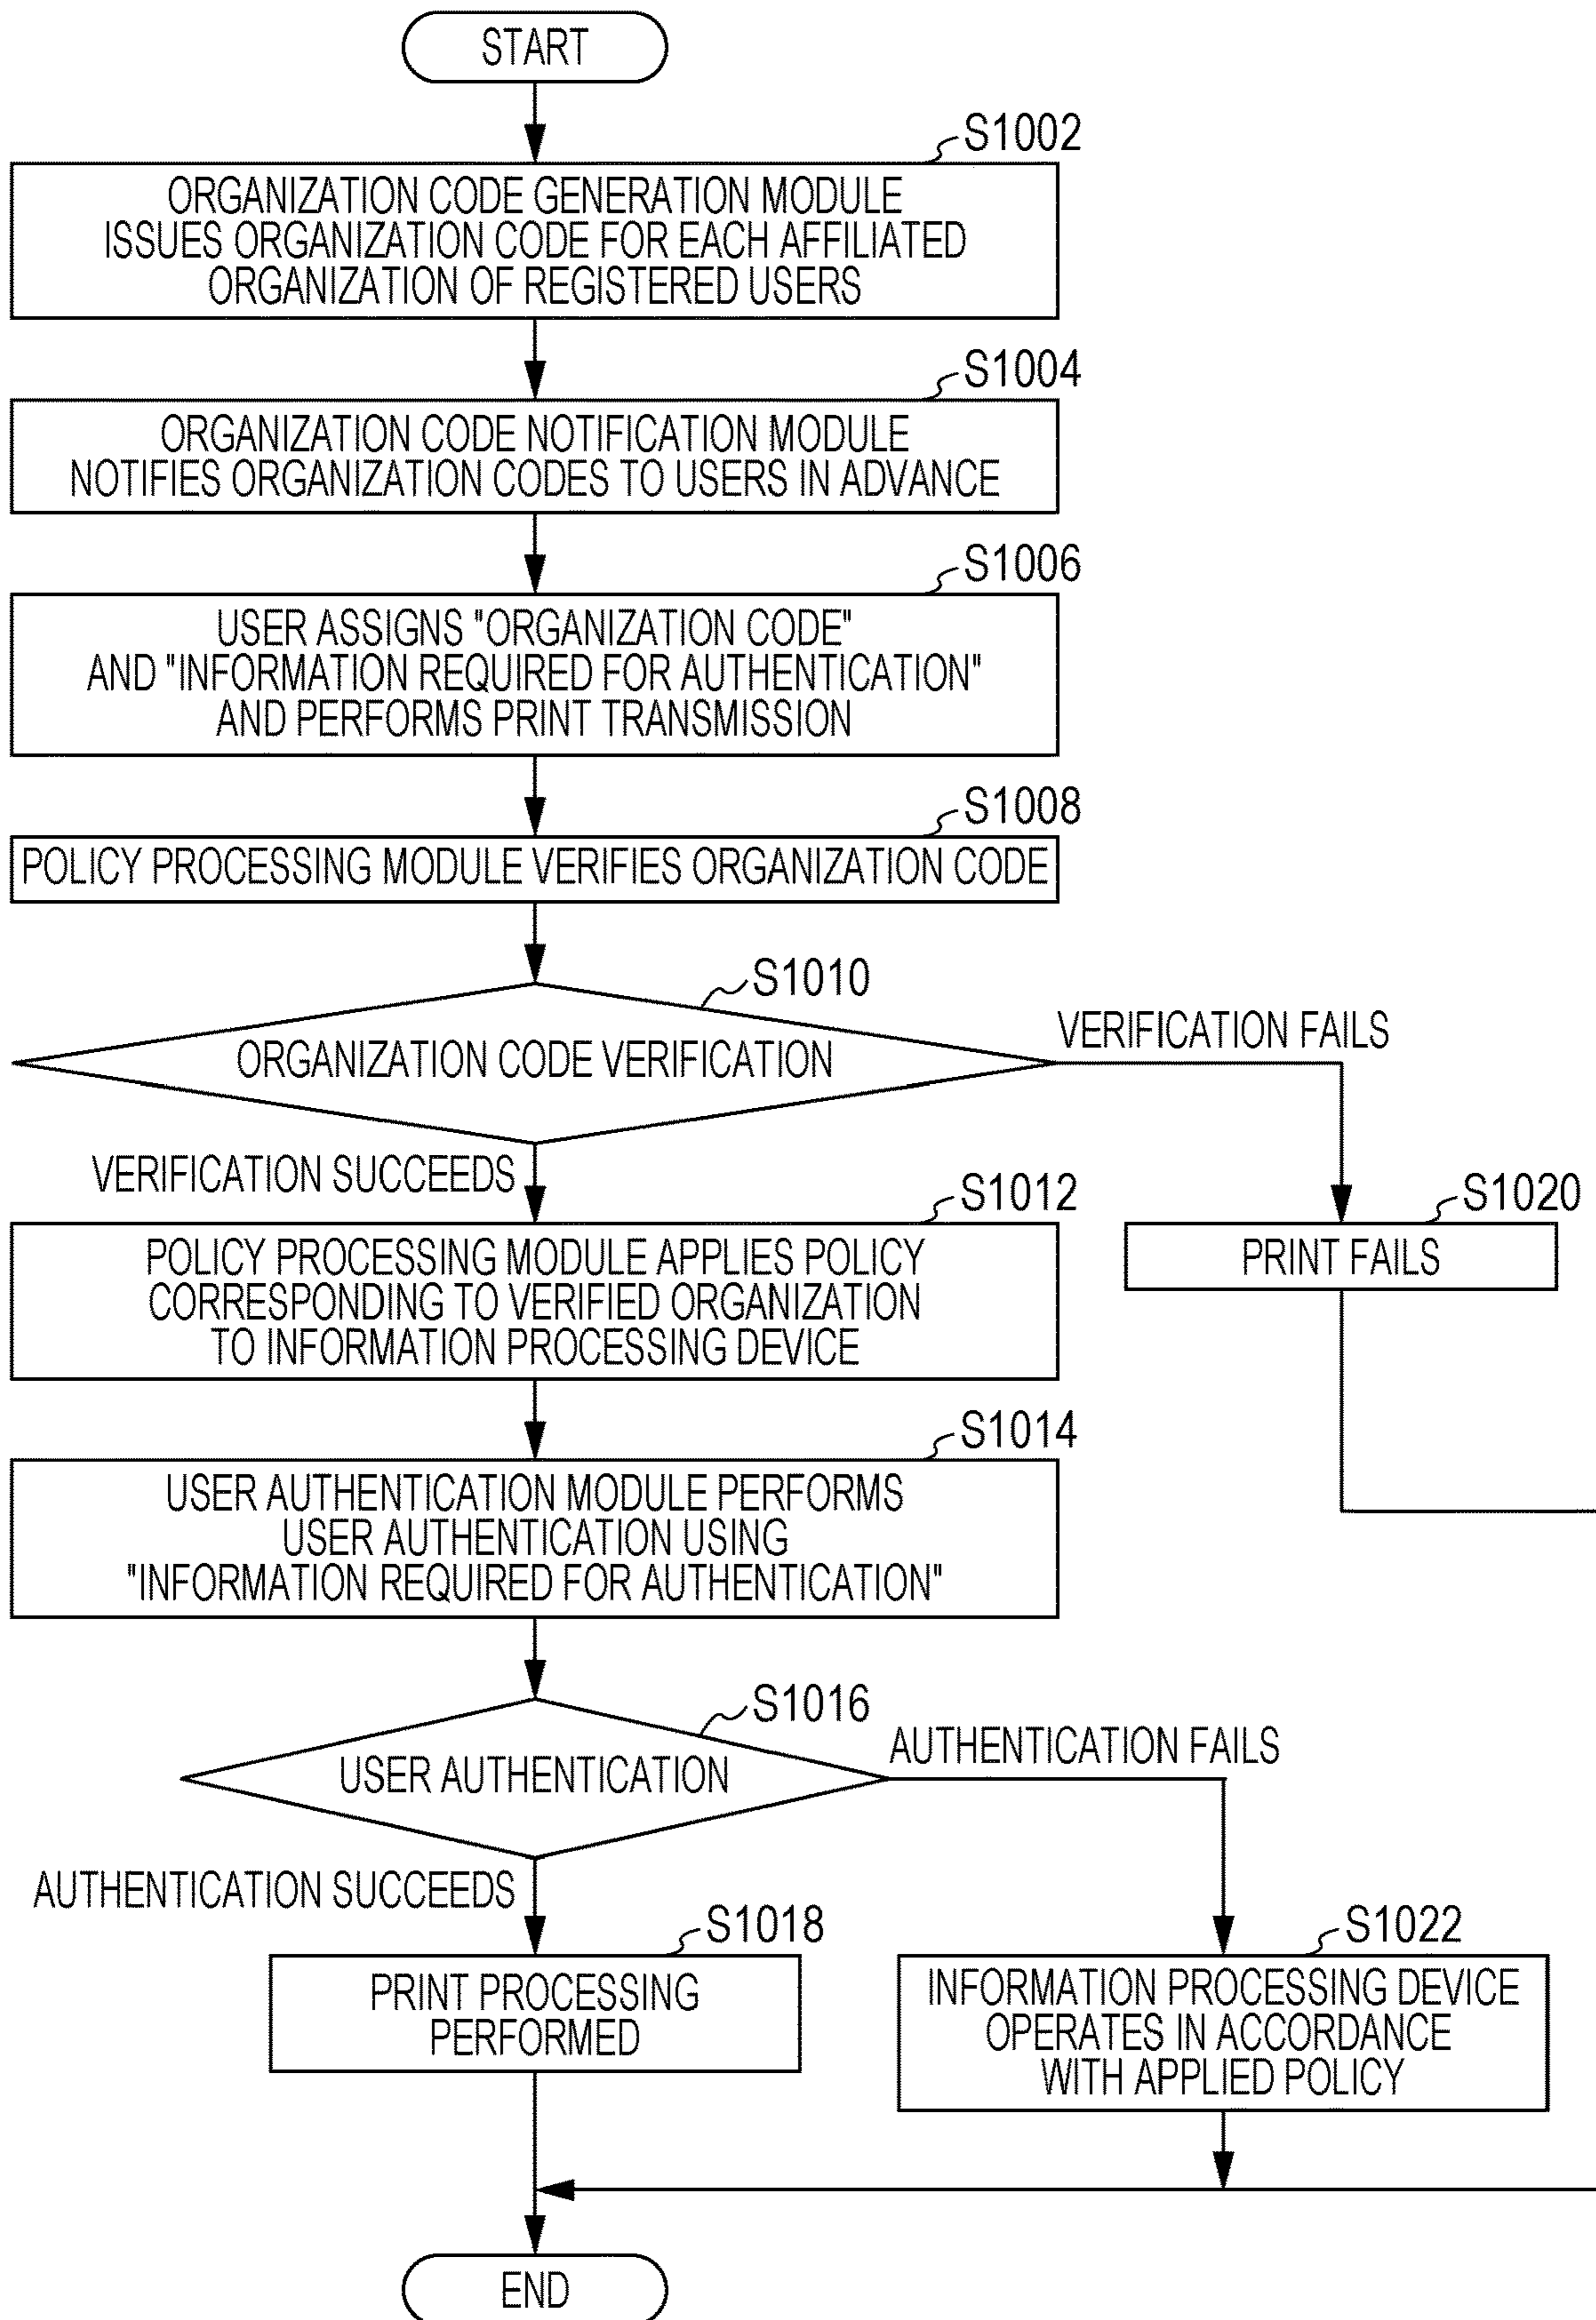 START
S1002
ORGANIZATION CODE GENERATION MODULE
ISSUES ORGANIZATION CODE FOR EACH AFFILIATED
ORGANIZATION OF REGISTERED USERS
S1004
ORGANIZATION CODE NOTIFICATION MODULE
NOTIFIES ORGANIZATION CODES TO USERS IN ADVANCE
S1006
USER ASSIGNS "ORGANIZATION CODE"
AND "INFORMATION REQUIRED FOR AUTHENTICATION"
AND PERFORMS PRINT TRANSMISSION
S1008
POLICY PROCESSING MODULE VERIFIES ORGANIZATION CODE
S1010
ORGANIZATION CODE VERIFICATION
VERIFICATION FAILS
VERIFICATION SUCCEEDS
S1012
POLICY PROCESSING MODULE APPLIES POLICY
CORRESPONDING TO VERIFIED ORGANIZATION
TO INFORMATION PROCESSING DEVICE
S1020
PRINT FAILS
S1014
USER AUTHENTICATION MODULE PERFORMS
USER AUTHENTICATION USING
"INFORMATION REQUIRED FOR AUTHENTICATION"
S1016
USER AUTHENTICATION
AUTHENTICATION FAILS
AUTHENTICATION SUCCEEDS
S1018
PRINT PROCESSING
PERFORMED
S1022
INFORMATION PROCESSING DEVICE
OPERATES IN ACCORDANCE
WITH APPLIED POLICY
END